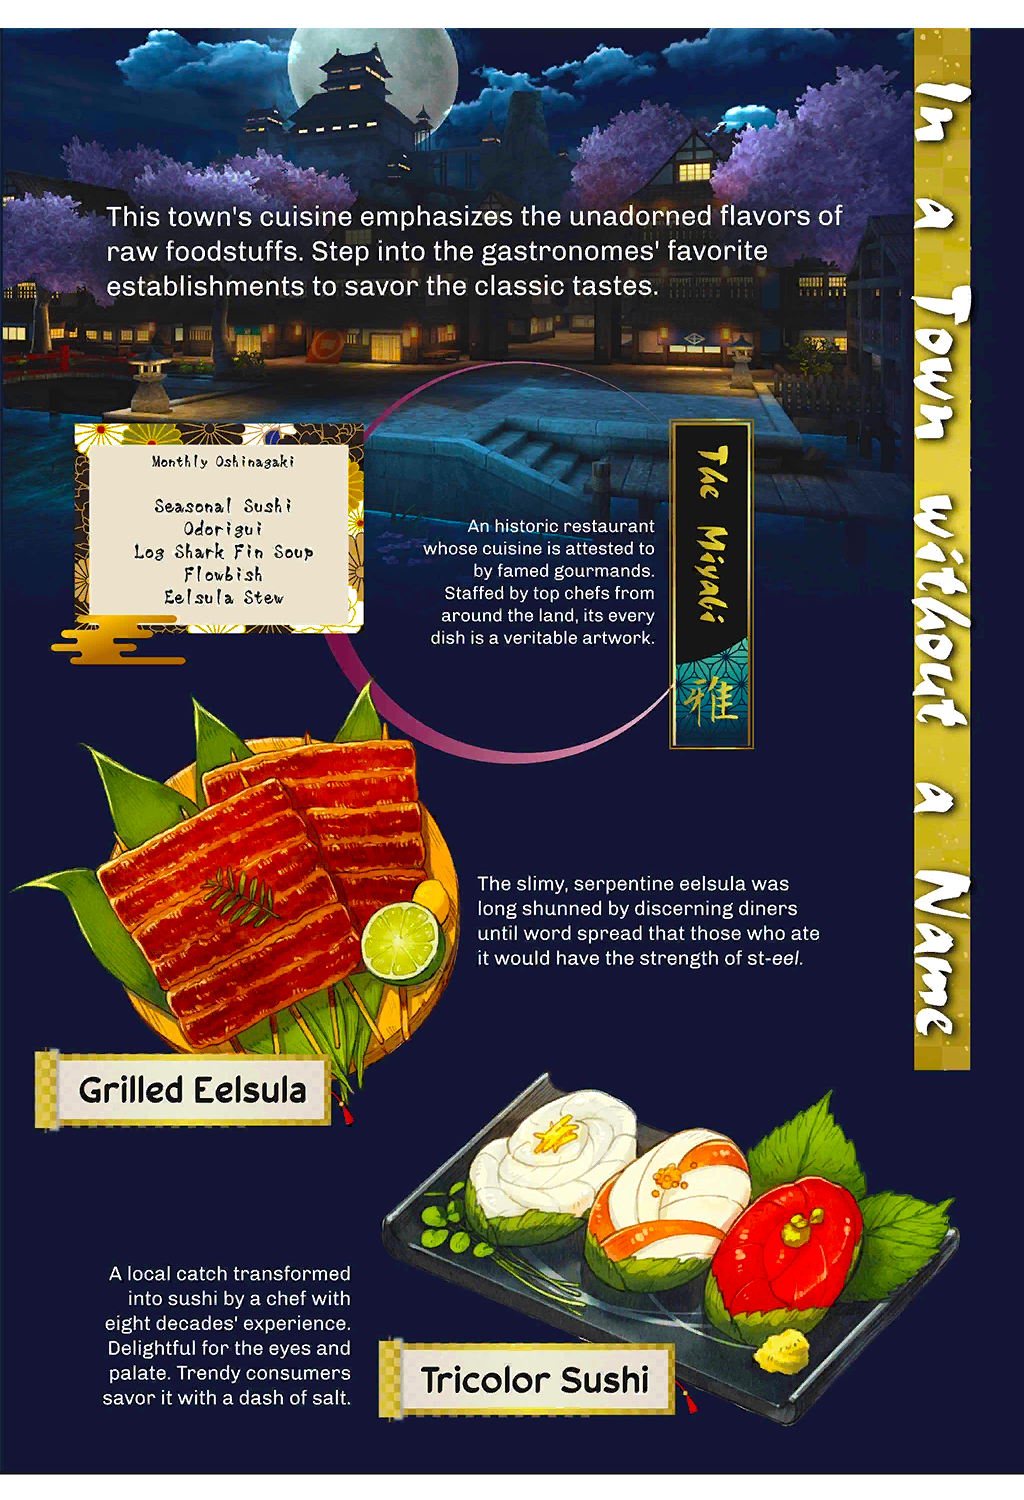 In a Town without a Name
This town's cuisine emphasizes the unadorned flavors of
raw foodstuffs. Step into the gastronomes' favorite
establishments to savor the classic tastes.
Monthly Oshinagaki
Seasonal Sushi
Odorigui
Log Shark Fin Soup
Flowbish
Eelsula Stew
The Miyabi
雅
An historic restaurant
whose cuisine is attested to
by famed gourmands.
Staffed by top chefs from
around the land, its every
dish is a veritable artwork.
The slimy, serpentine eelsula was
long shunned by discerning diners
until word spread that those who ate
it would have the strength of st-eel.
Grilled Eelsula
A local catch transformed
into sushi by a chef with
eight decades' experience.
Delightful for the eyes and
palate. Trendy consumers
savor it with a dash of salt.
Tricolor Sushi